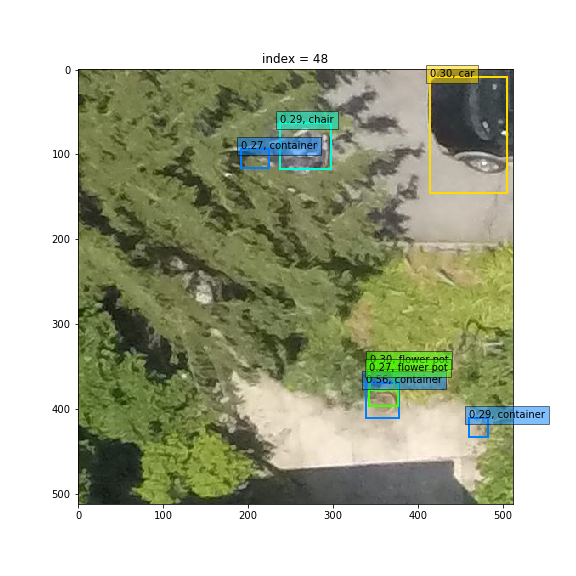 index = 48
0
100
200
300
400
500
0
100
200
300
400
500
0.30, car
0.29, chair
0.27, container
0.30, flower pot
0.27, flower pot
0.56, container
0.29, container